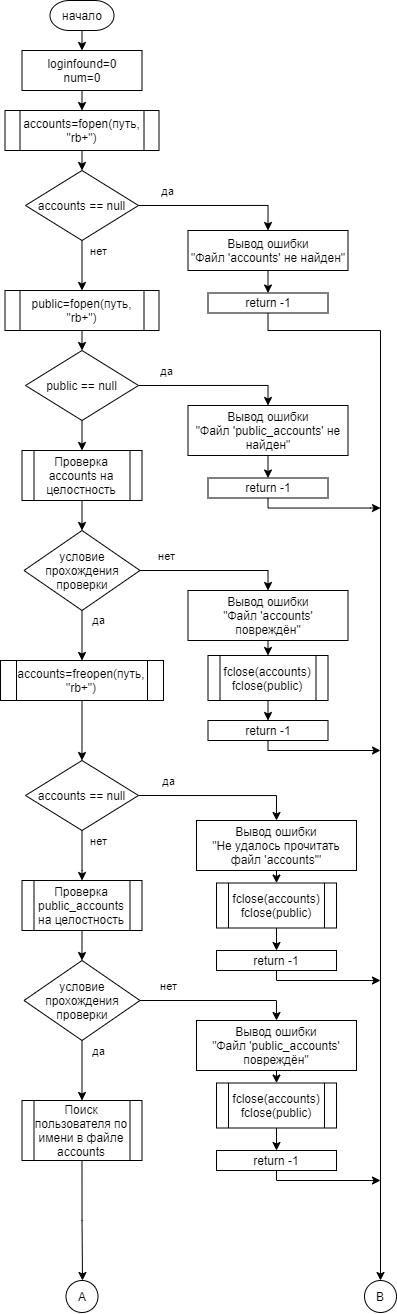 начало
loginfound=0
num=0
accounts=fopen(путь,
"rb+")
accounts == null
да
нет
Вывод ошибки
"Файл 'accounts' не найден"
return -1
public=fopen(путь,
"rb+")
public == null
да
Вывод ошибки
"Файл 'public_accounts' не
найден"
return -1
Проверка
accounts на
целостность
условие
прохождения
проверки
нет
да
Вывод ошибки
"Файл 'accounts'
повреждён"
fclose(accounts)
fclose(public)
return -1
accounts=freopen(путь,
"rb+")
accounts == null
да
нет
Вывод ошибки
"Не удалось прочитать
файл 'accounts'"
fclose(accounts)
fclose(public)
return -1
Проверка
public_accounts
на целостность
условие
прохождения
проверки
нет
да
Вывод ошибки
"Файл 'public_accounts'
повреждён"
fclose(accounts)
fclose(public)
return -1
Поиск
пользователя по
имени в файле
accounts
A
B